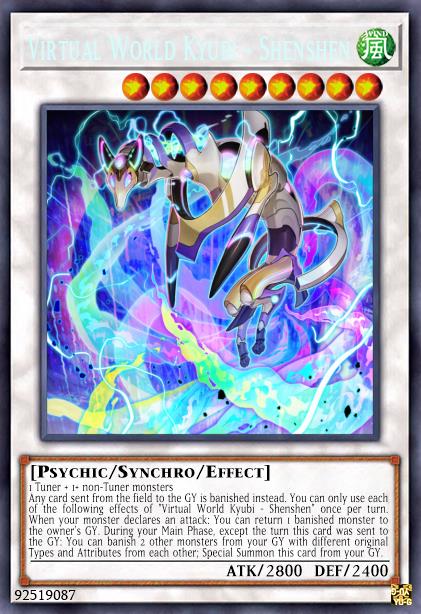 Virtual World Kyubi - Shenshen
WIND
風
[Psychic/Synchro/Effect]
1 Tuner + 1+ non-Tuner monsters
Any card sent from the field to the GY is banished instead. You can only use each
of the following effects of "Virtual World Kyubi - Shenshen" once per turn.
When your monster declares an attack: You can return 1 banished monster to
the owner's GY. During your Main Phase, except the turn this card was sent to
the GY: You can banish 2 other monsters from your GY with different original
Types and Attributes from each other; Special Summon this card from your GY.
ATK/2800 DEF/2400
92519087